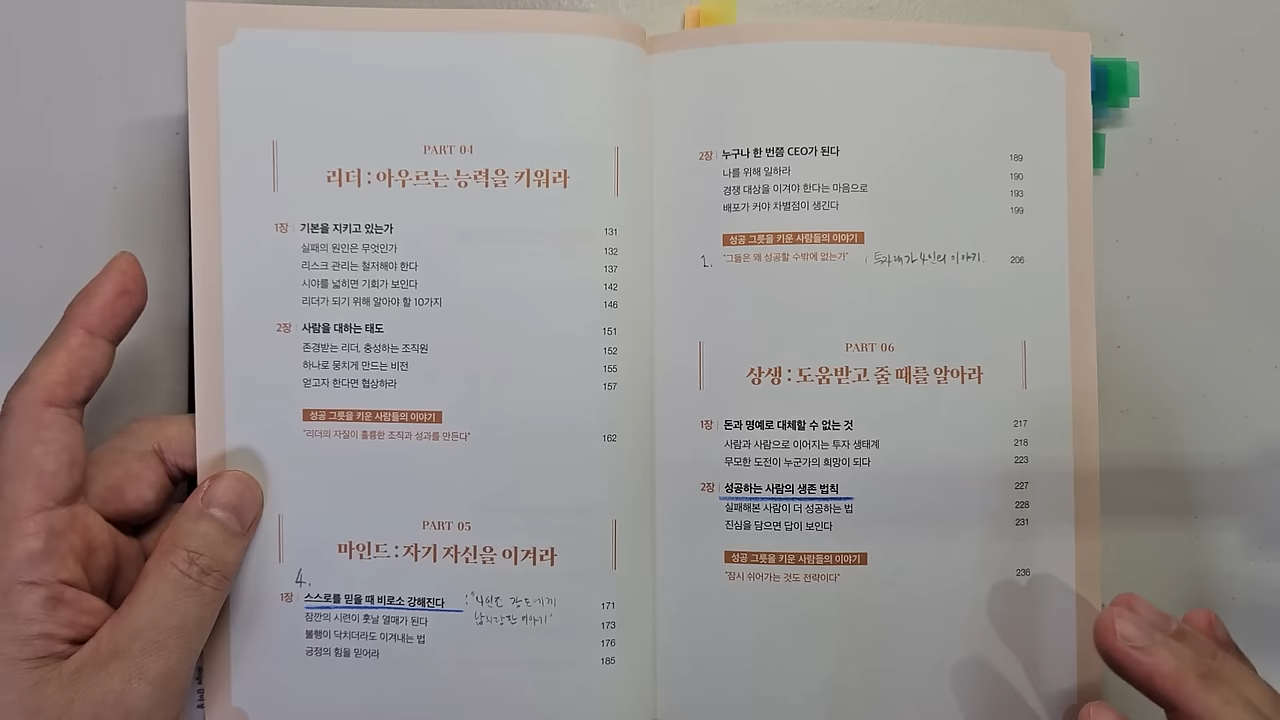 PART 04
리더 : 아우르는 능력을 키워라
1장 기본을 지키고 있는가 131
실패의 원인은 무엇인가 132
리스크 관리는 철저해야 한다 137
시야를 넓히면 기회가 보인다 142
리더가 되기 위해 알아야 할 10가지 146
2장 사람을 대하는 태도 151
존경받는 리더, 충성하는 조직원 152
하나로 뭉치게 만드는 비전 155
얻고자 한다면 협상하라 157
성공 그릇을 키운 사람들의 이야기
"리더의 자질이 훌륭한 조직과 성과를 만든다" 162
PART 05
마인드 : 자기 자신을 이겨라
4.
1장 스스로를 믿을 때 비로소 강해진다 171
잠깐의 시련이 훗날 열매가 된다 173
불행이 닥치더라도 이겨내는 법 176
긍정의 힘을 믿어라 185
2장 누구나 한 번쯤 CEO가 된다 189
나를 위해 일하라 190
경쟁 대상을 이겨야 한다는 마음으로 193
배포가 커야 차별점이 생긴다 199
성공 그릇을 키운 사람들의 이야기
1. "그들은 왜 성공할 수밖에 없는가" : 투자대가 4인의 이야기. 206
PART 06
상생 : 도움받고 줄 때를 알아라
1장 돈과 명예로 대체할 수 없는 것 217
사람과 사람으로 이어지는 투자 생태계 218
무모한 도전이 누군가의 희망이 되다 223
2장 성공하는 사람의 생존 법칙 227
실패해본 사람이 더 성공하는 법 228
진심을 담으면 답이 보인다 231
성공 그릇을 키운 사람들의 이야기
"잠시 쉬어가는 것도 전략이다" 236